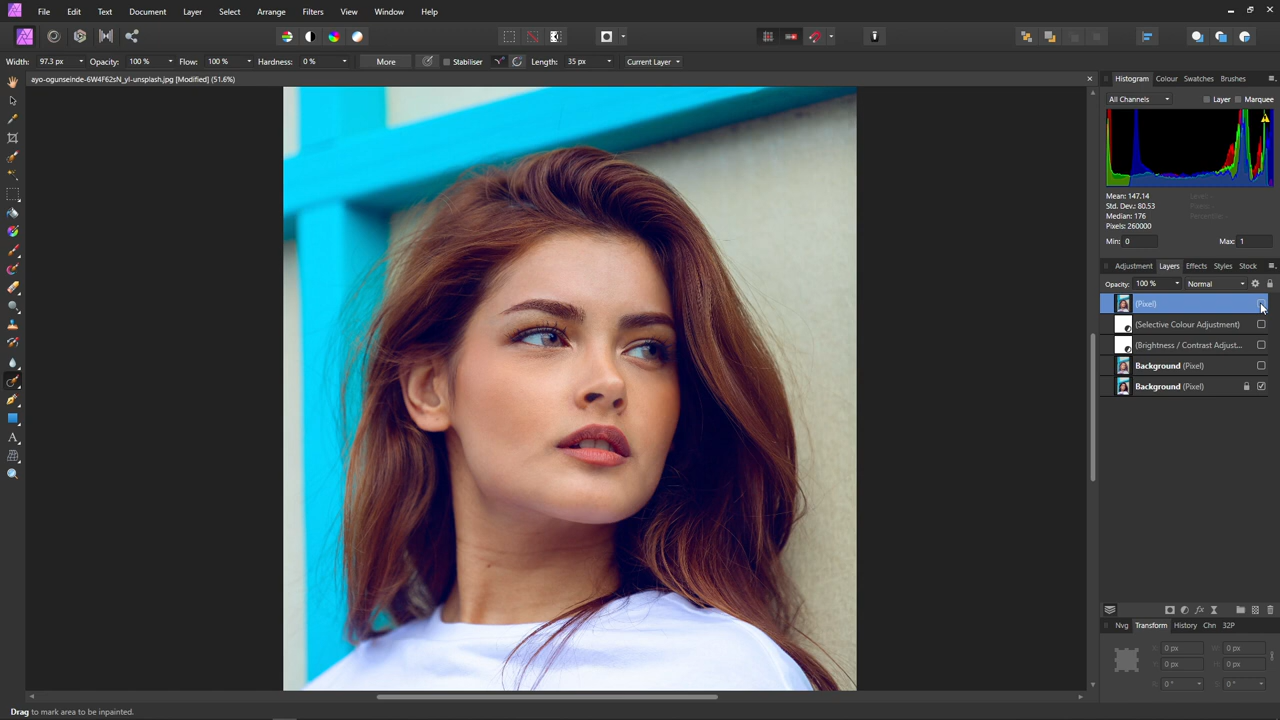 File Edit Text Document Layer Select Arrange Filters View Window Help
Width: 97.3 px Opacity: 100 % Flow: 100 % Hardness: 0 % More Stabiliser Length: 35 px Current Layer
ayo-ogunseinde-6W4F62sN_yI-unsplash.jpg [Modified] (51.6%)
Histogram Colour Swatches Brushes
All Channels Layer Marquee
Mean: 147.14
Std. Dev.: 80.53
Median: 176
Pixels: 260000
Levels: -
Pixels: -
Percentile: -
Min: 0 Max: 1
Adjustment Layers Effects Styles Stock
Opacity: 100 % Normal
(Pixel)
(Selective Colour Adjustment)
(Brightness / Contrast Adjust...
Background (Pixel)
Background (Pixel)
fx
Nvg Transform History Chn 32P
X: 0 px W: 0 px
Y: 0 px H: 0 px
R: 0 ° S: 0 °
A
Drag to mark area to be inpainted.